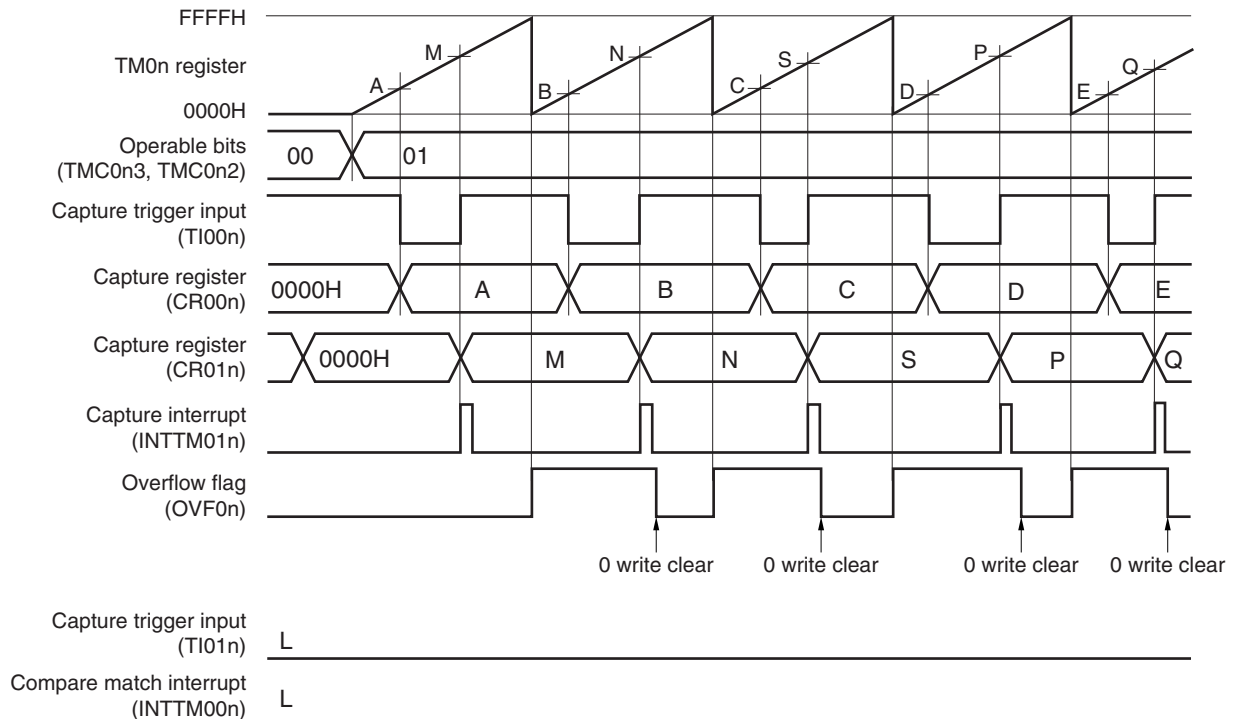 FFFFH
TM0n register
0000H
A M B N C S D P E Q
Operable bits
(TMC0n3, TMC0n2)
00 01
Capture trigger input
(TI00n)
Capture register
(CR00n)
0000H A B C D E
Capture register
(CR01n)
0000H M N S P Q
Capture interrupt
(INTTM01n)
Overflow flag
(OVF0n)
0 write clear 0 write clear 0 write clear 0 write clear
Capture trigger input
(TI01n)
L
Compare match interrupt
(INTTM00n)
L